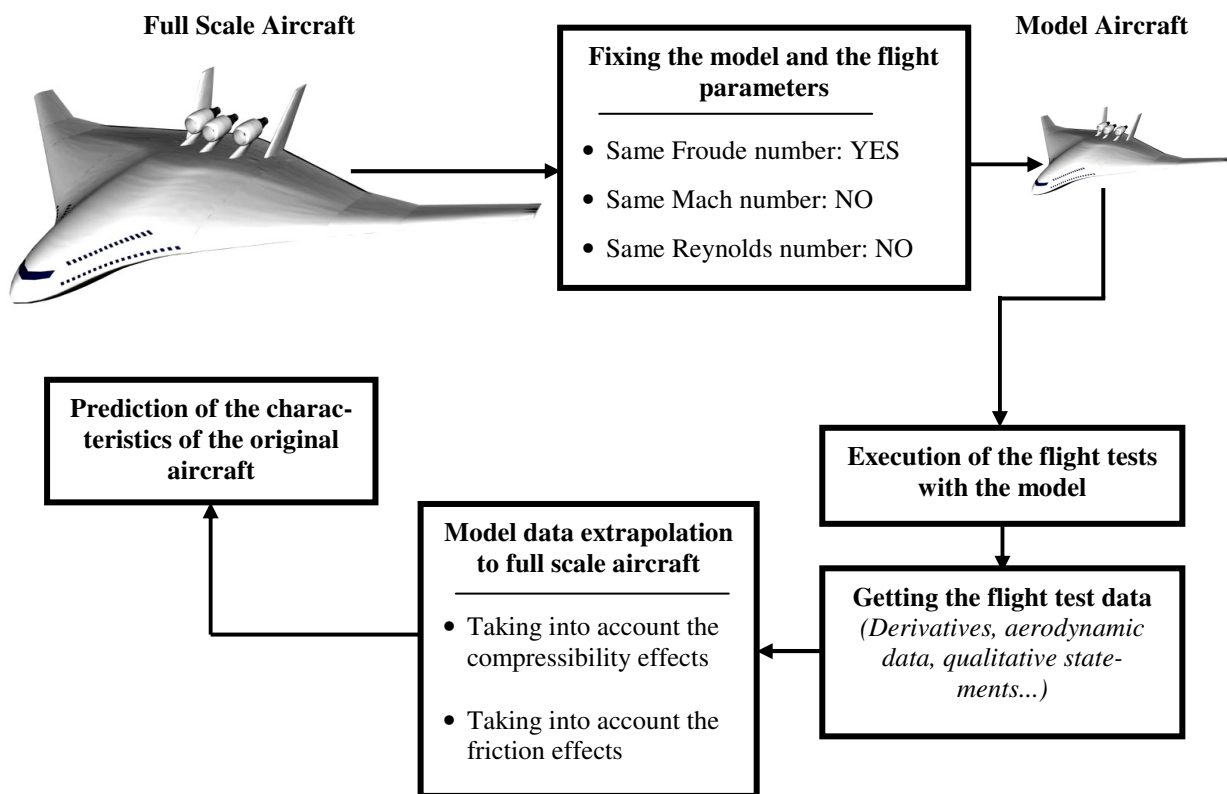 Full Scale Aircraft
Model Aircraft
Fixing the model and the flight
parameters
• Same Froude number: YES
• Same Mach number: NO
• Same Reynolds number: NO
Prediction of the charac-
teristics of the original
aircraft
Execution of the flight tests
with the model
Model data extrapolation
to full scale aircraft
• Taking into account the
compressibility effects
• Taking into account the
friction effects
Getting the flight test data
(Derivatives, aerodynamic
data, qualitative state-
ments...)